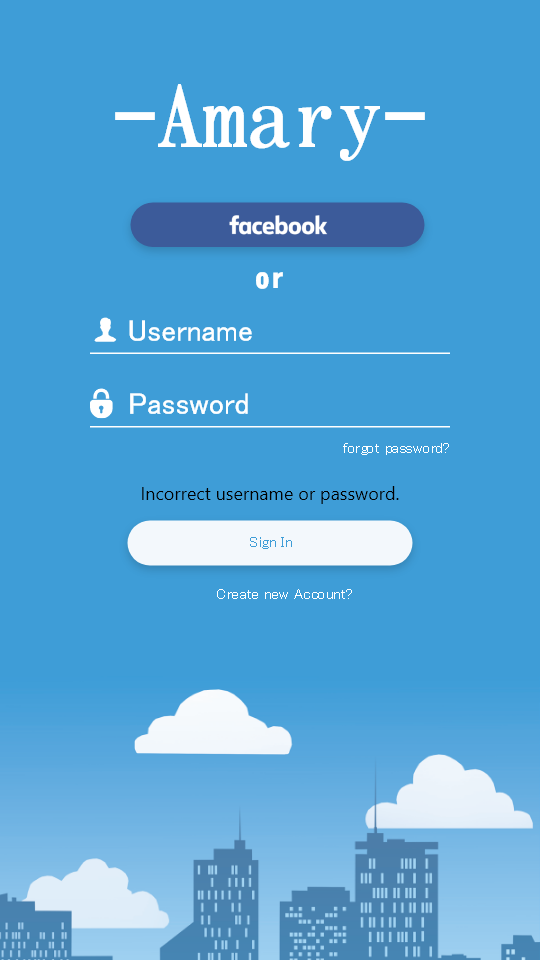 -Amary-
facebook
or
Username
Password
forgot password?
Incorrect username or password.
Sign In
Create new Account?